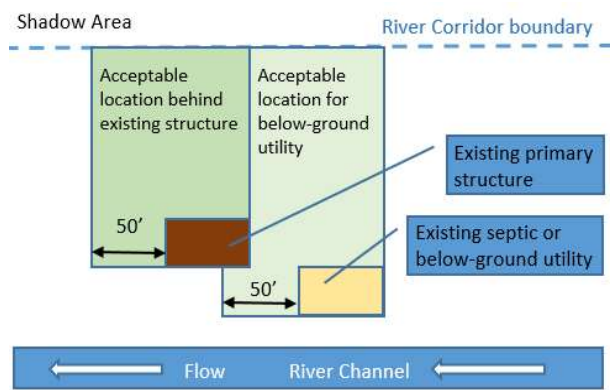 Shadow Area
River Corridor boundary
Acceptable
location behind
existing structure
Acceptable
location for
below-ground
utility
Existing primary
structure
50’
Existing septic or
below-ground utility
50’
Flow
River Channel